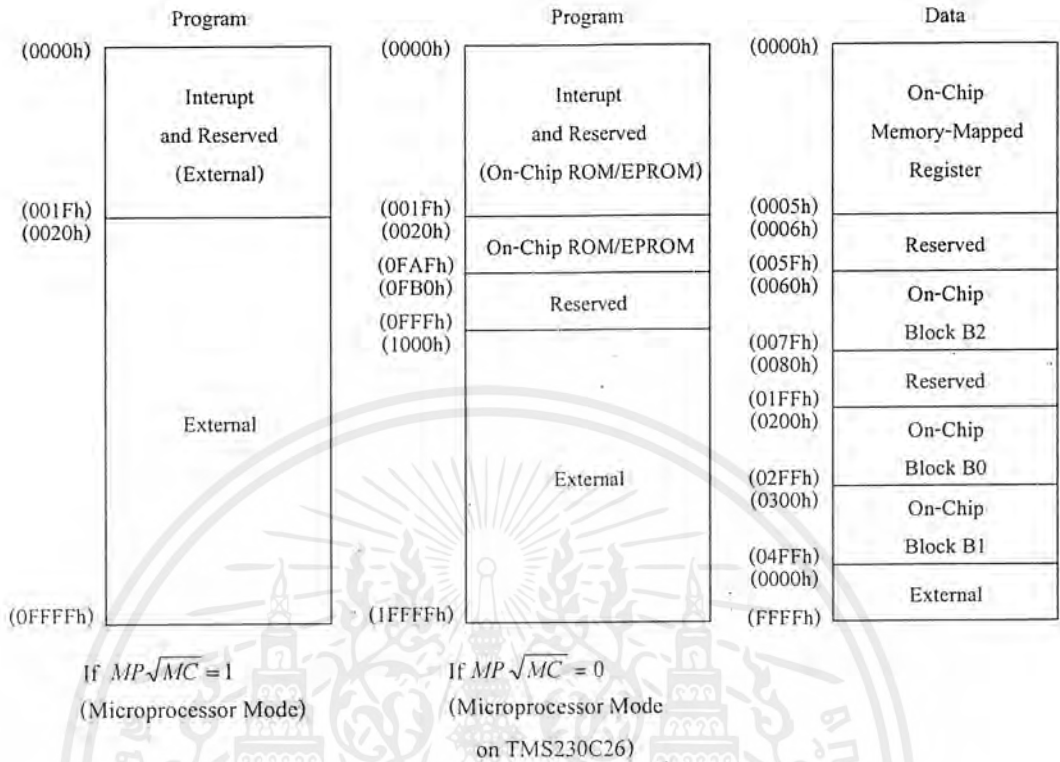 Program
(0000h)
Interupt
and Reserved
(External)
(001Fh)
(0020h)
External
(0FFFFh)
If MP√MC = 1
(Microprocessor Mode)
Program
(0000h)
Interupt
and Reserved
(On-Chip ROM/EPROM)
(001Fh)
(0020h)
On-Chip ROM/EPROM
(0FAFh)
(0FB0h)
Reserved
(0FFFh)
(1000h)
External
(1FFFFh)
If MP√MC = 0
(Microprocessor Mode
on TMS230C26)
Data
(0000h)
On-Chip
Memory-Mapped
Register
(0005h)
(0006h)
Reserved
(005Fh)
(0060h)
On-Chip
Block B2
(007Fh)
(0080h)
Reserved
(01FFh)
(0200h)
On-Chip
Block B0
(02FFh)
(0300h)
On-Chip
Block B1
(04FFh)
(0000h)
External
(FFFFh)